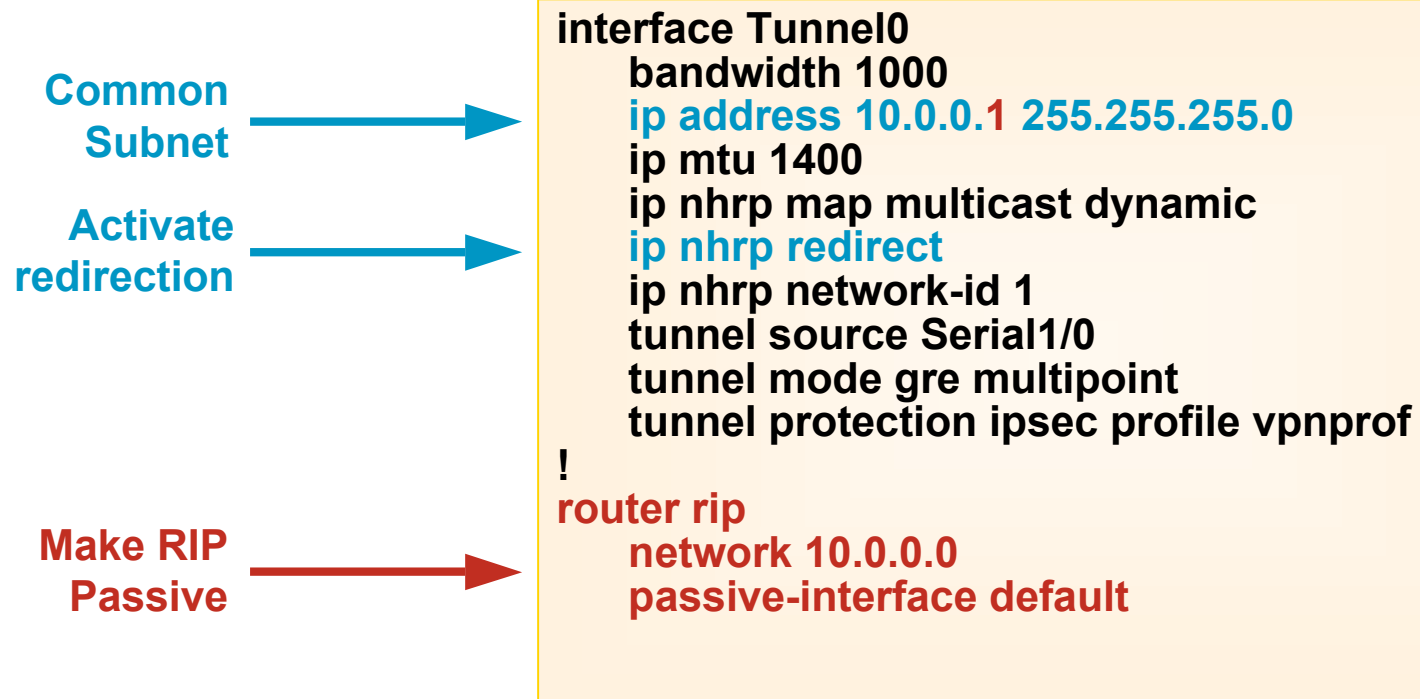 Common
Subnet
Activate
redirection
Make RIP
Passive
interface Tunnel0
bandwidth 1000
ip address 10.0.0.1 255.255.255.0
ip mtu 1400
ip nhrp map multicast dynamic
ip nhrp redirect
ip nhrp network-id 1
tunnel source Serial1/0
tunnel mode gre multipoint
tunnel protection ipsec profile vpnprof
!
router rip
network 10.0.0.0
passive-interface default